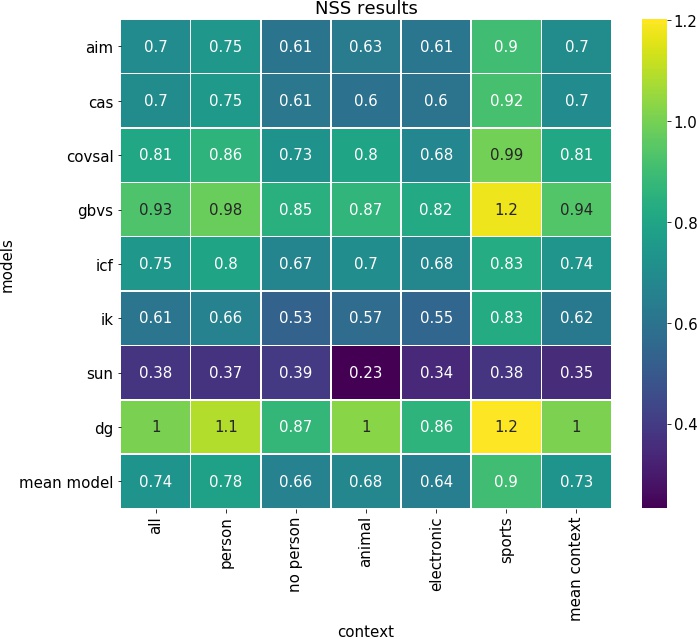 NSS results
models
aim 0.7 0.75 0.61 0.63 0.61 0.9 0.7
cas 0.7 0.75 0.61 0.6 0.6 0.92 0.7
covsal 0.81 0.86 0.73 0.8 0.68 0.99 0.81
gbvs 0.93 0.98 0.85 0.87 0.82 1.2 0.94
icf 0.75 0.8 0.67 0.7 0.68 0.83 0.74
ik 0.61 0.66 0.53 0.57 0.55 0.83 0.62
sun 0.38 0.37 0.39 0.23 0.34 0.38 0.35
dg 1 1.1 0.87 1 0.86 1.2 1
mean model 0.74 0.78 0.66 0.68 0.64 0.9 0.73
all person no person animal electronic sports mean context
context
1.2
1.0
0.8
0.6
0.4